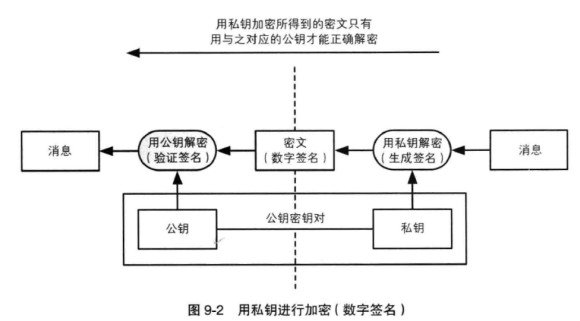 用私钥加密所得到的密文只有
用与之对应的公钥才能正确解密
消息
用公钥解密
(验证签名)
密文
(数字签名)
用私钥解密
(生成签名)
消息
公钥
公钥密钥对
私钥
图 9-2 用私钥进行加密(数字签名)